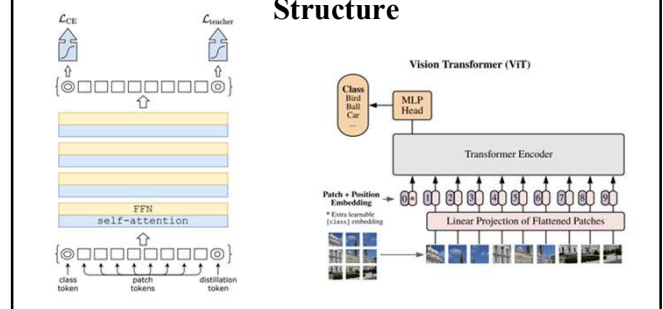 Structure
ℒCE
ℒteacher
FFN
self-attention
class token
patch tokens
distillation token
Vision Transformer (ViT)
Class
Bird
Ball
Car
...
MLP
Head
Transformer Encoder
Patch + Position
Embedding
* Extra learnable
[class] embedding
0 * 1 2 3 4 5 6 7 8 9
Linear Projection of Flattened Patches